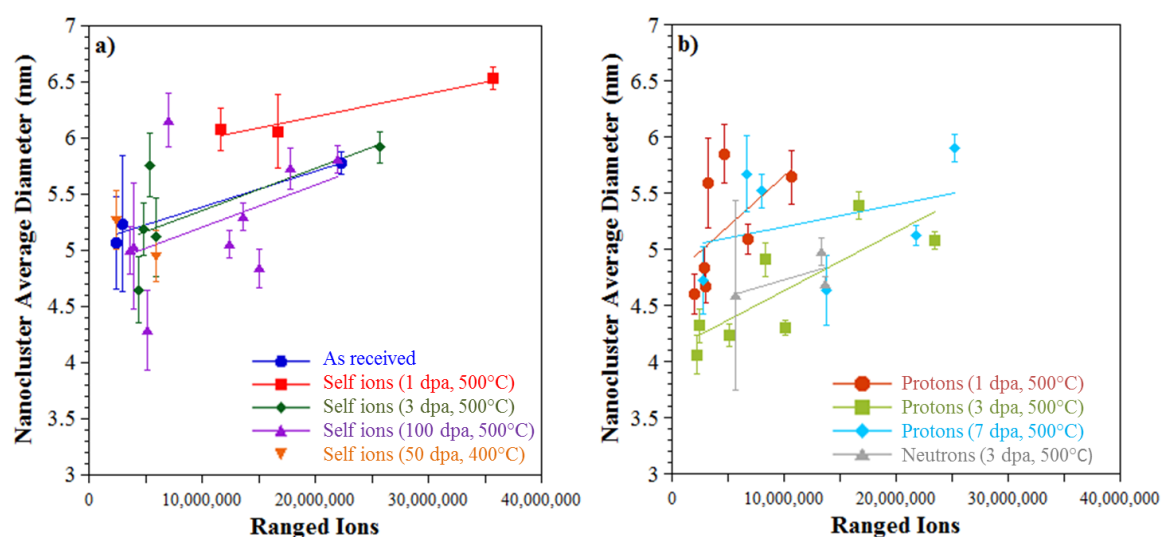 a)
Nanocluster Average Diameter (nm)
7
6.5
6
5.5
5
4.5
4
3.5
3
As received
Self ions (1 dpa, 500°C)
Self ions (3 dpa, 500°C)
Self ions (100 dpa, 500°C)
Self ions (50 dpa, 400°C)
0 10,000,000 20,000,000 30,000,000 40,000,000
Ranged Ions
b)
Nanocluster Average Diameter (nm)
7
6.5
6
5.5
5
4.5
4
3.5
3
Protons (1 dpa, 500°C)
Protons (3 dpa, 500°C)
Protons (7 dpa, 500°C)
Neutrons (3 dpa, 500°C)
0 10,000,000 20,000,000 30,000,000 40,000,000
Ranged Ions